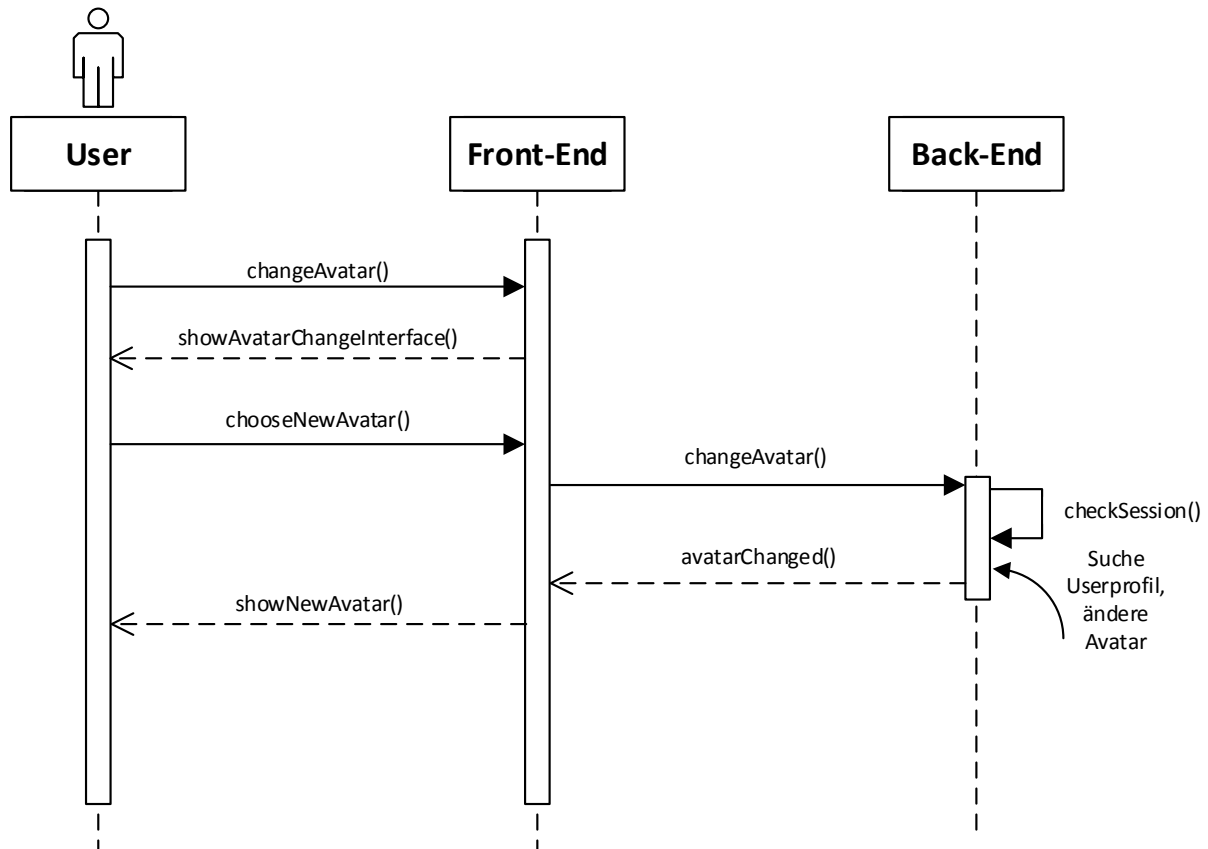 User
Front-End
Back-End
changeAvatar()
showAvatarChangeInterface()
chooseNewAvatar()
changeAvatar()
checkSession()
avatarChanged()
Suche
Userprofil,
ändere
Avatar
showNewAvatar()